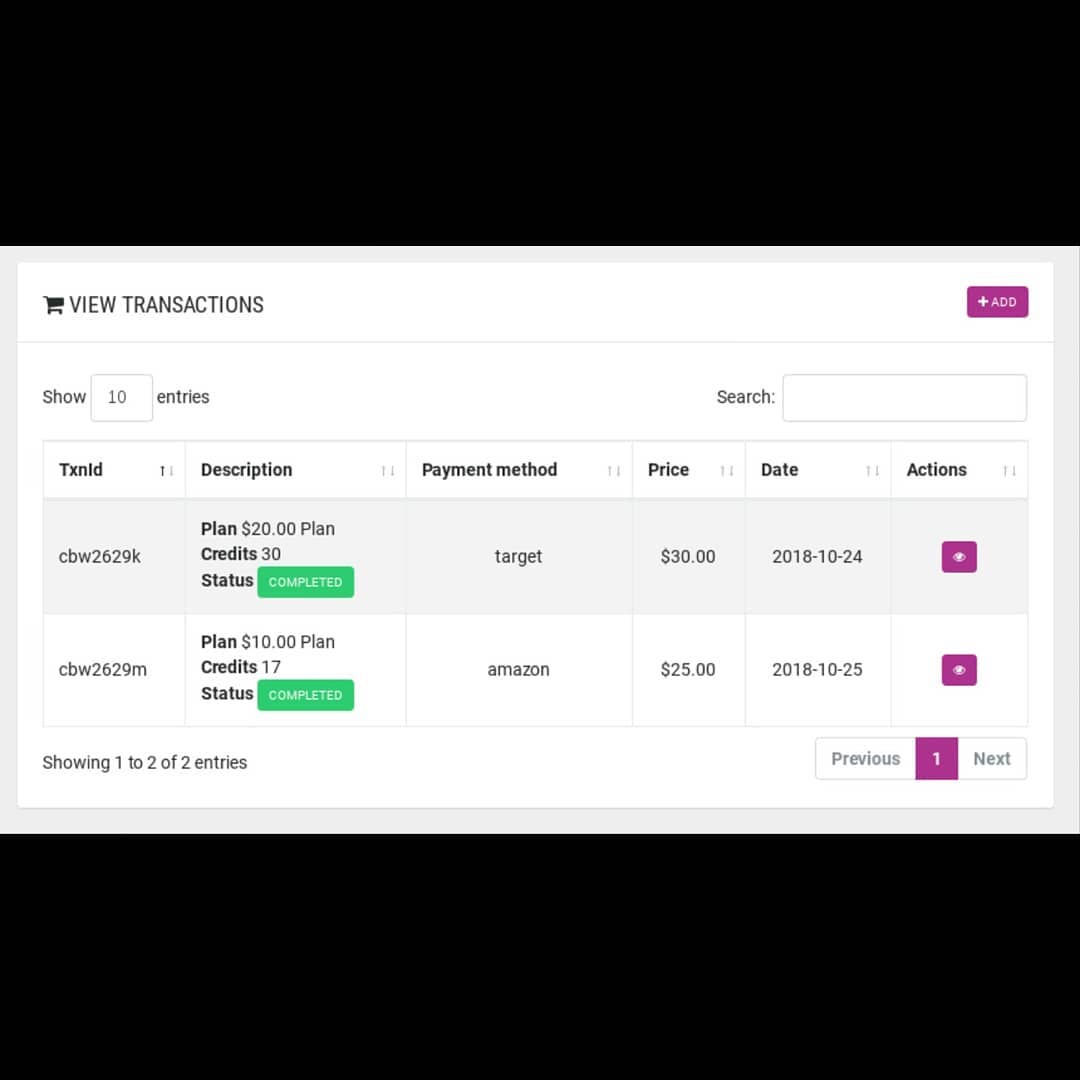 VIEW TRANSACTIONS
+ ADD
Show 10 entries
Search:
TxnId Description Payment method Price Date Actions
Plan $20.00 Plan
Credits 30
Status COMPLETED
cbw2629k target $30.00 2018-10-24
Plan $10.00 Plan
Credits 17
Status COMPLETED
cbw2629m amazon $25.00 2018-10-25
Showing 1 to 2 of 2 entries
Previous 1 Next